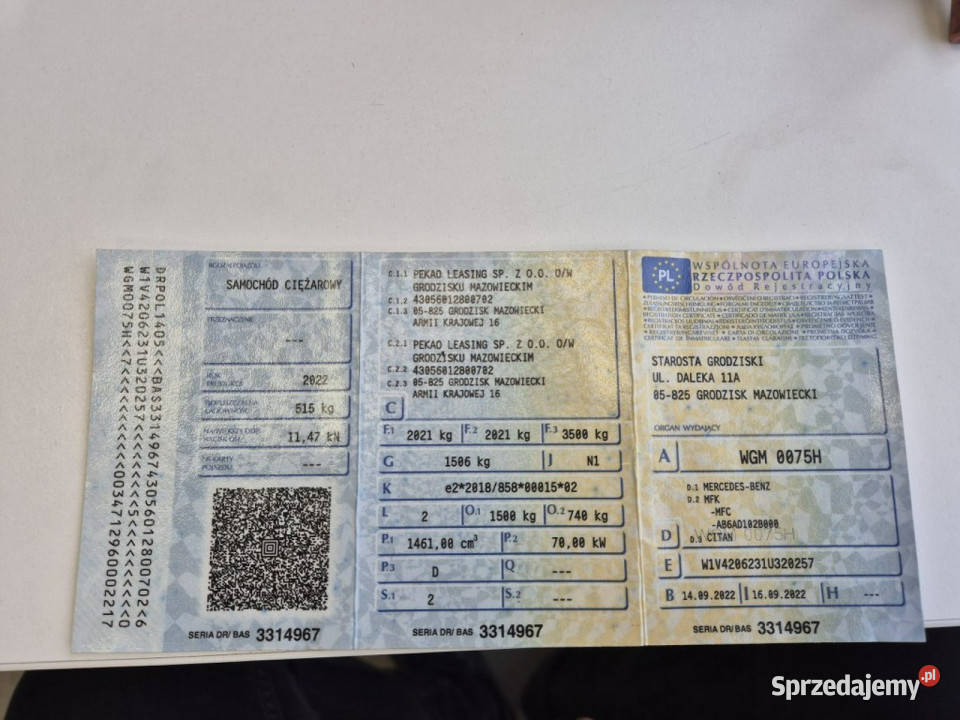 DRPOL1405<<BAS3314967430560128007 02<6
W1V4206231U320257<<<<<<5<<<<<<<<<<<0
WGM0075H<<<<<<<<<<<<<003471296000 2217
RODZAJ POJAZDU
SAMOCHÓD CIĘŻAROWY
PRZEZNACZENIE
---
ROK PRODUKCJI
2022
DOPUSZCZALNA ŁADOWNOŚĆ
515 kg
NAJWIĘKSZY DOP. NACISK OSI
11,47 kN
NR KARTY POJAZDU
---
SERIA DR/BAS 3314967
C.1.1 PEKAO LEASING SP. Z O.O. O/W
GRODZISKU MAZOWIECKIM
C.1.2 43056012800702
C.1.3 05-825 GRODZISK MAZOWIECKI
ARMII KRAJOWEJ 16
C.2.1 PEKAO LEASING SP. Z O.O. O/W
GRODZISKU MAZOWIECKIM
C.2.2 43056012800702
C.2.3 05-825 GRODZISK MAZOWIECKI
ARMII KRAJOWEJ 16
C
F.1 2021 kg F.2 2021 kg F.3 3500 kg
G 1506 kg J N1
K e2*2018/858*00015*02
L 2 O.1 1500 kg O.2 740 kg
P.1 1461,00 cm³ P.2 70,00 kW
P.3 D Q ---
S.1 2 S.2 ---
SERIA DR/BAS 3314967
PL
WSPÓLNOTA EUROPEJSKA
RZECZPOSPOLITA POLSKA
Dowód Rejestracyjny
STAROSTA GRODZISKI
UL. DALEKA 11A
05-825 GRODZISK MAZOWIECKI
ORGAN WYDAJĄCY
A WGM 0075H
D.1 MERCEDES-BENZ
D.2 MFK
-MFC
-AB6AD102B000
D D.3 CITAN
E W1V4206231U320257
B 14.09.2022 I 16.09.2022 H ---
SERIA DR/BAS 3314967
Sprzedajemy.pl